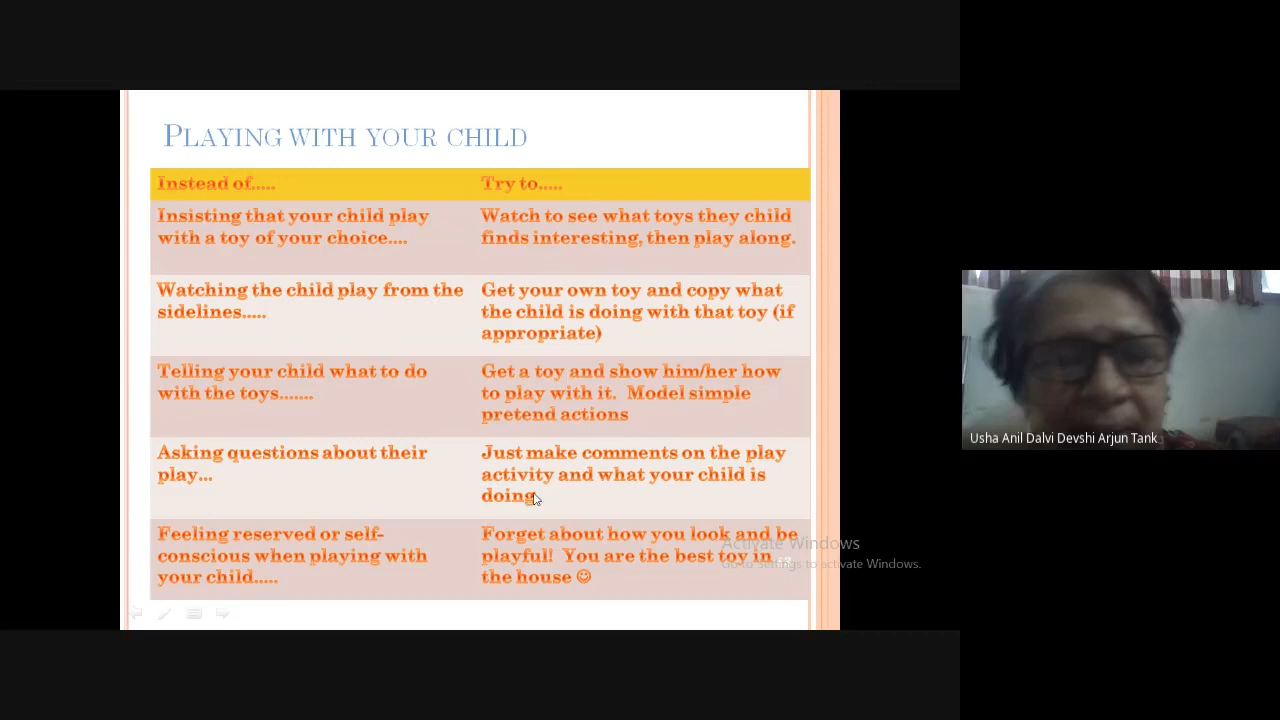 PLAYING WITH YOUR CHILD
Instead of..... Try to.....
Insisting that your child play
with a toy of your choice....
Watch to see what toys they child
finds interesting, then play along.
Watching the child play from the
sidelines.....
Get your own toy and copy what
the child is doing with that toy (if
appropriate)
Telling your child what to do
with the toys.......
Get a toy and show him/her how
to play with it. Model simple
pretend actions
Asking questions about their
play...
Just make comments on the play
activity and what your child is
doing.
Feeling reserved or self-
conscious when playing with
your child.....
Forget about how you look and be
playful! You are the best toy in
the house ☺
Activate Windows
Go to Settings to activate Windows.
Usha Anil Dalvi Devshi Arjun Tank